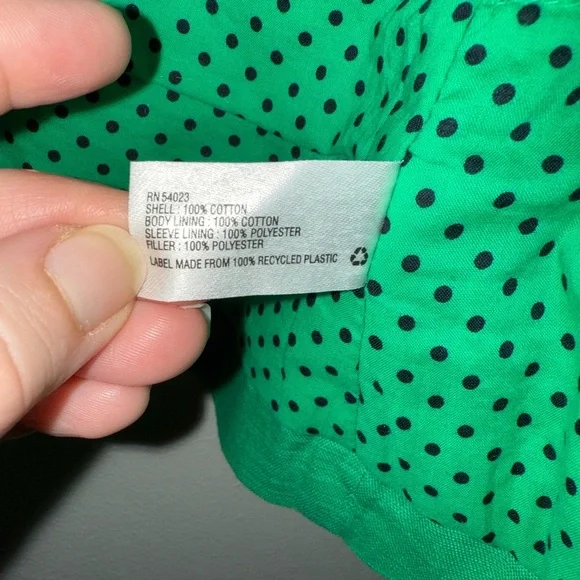 RN 54023
SHELL : 100% COTTON
BODY LINING : 100% COTTON
SLEEVE LINING : 100% POLYESTER
FILLER : 100% POLYESTER
LABEL MADE FROM 100% RECYCLED PLASTIC